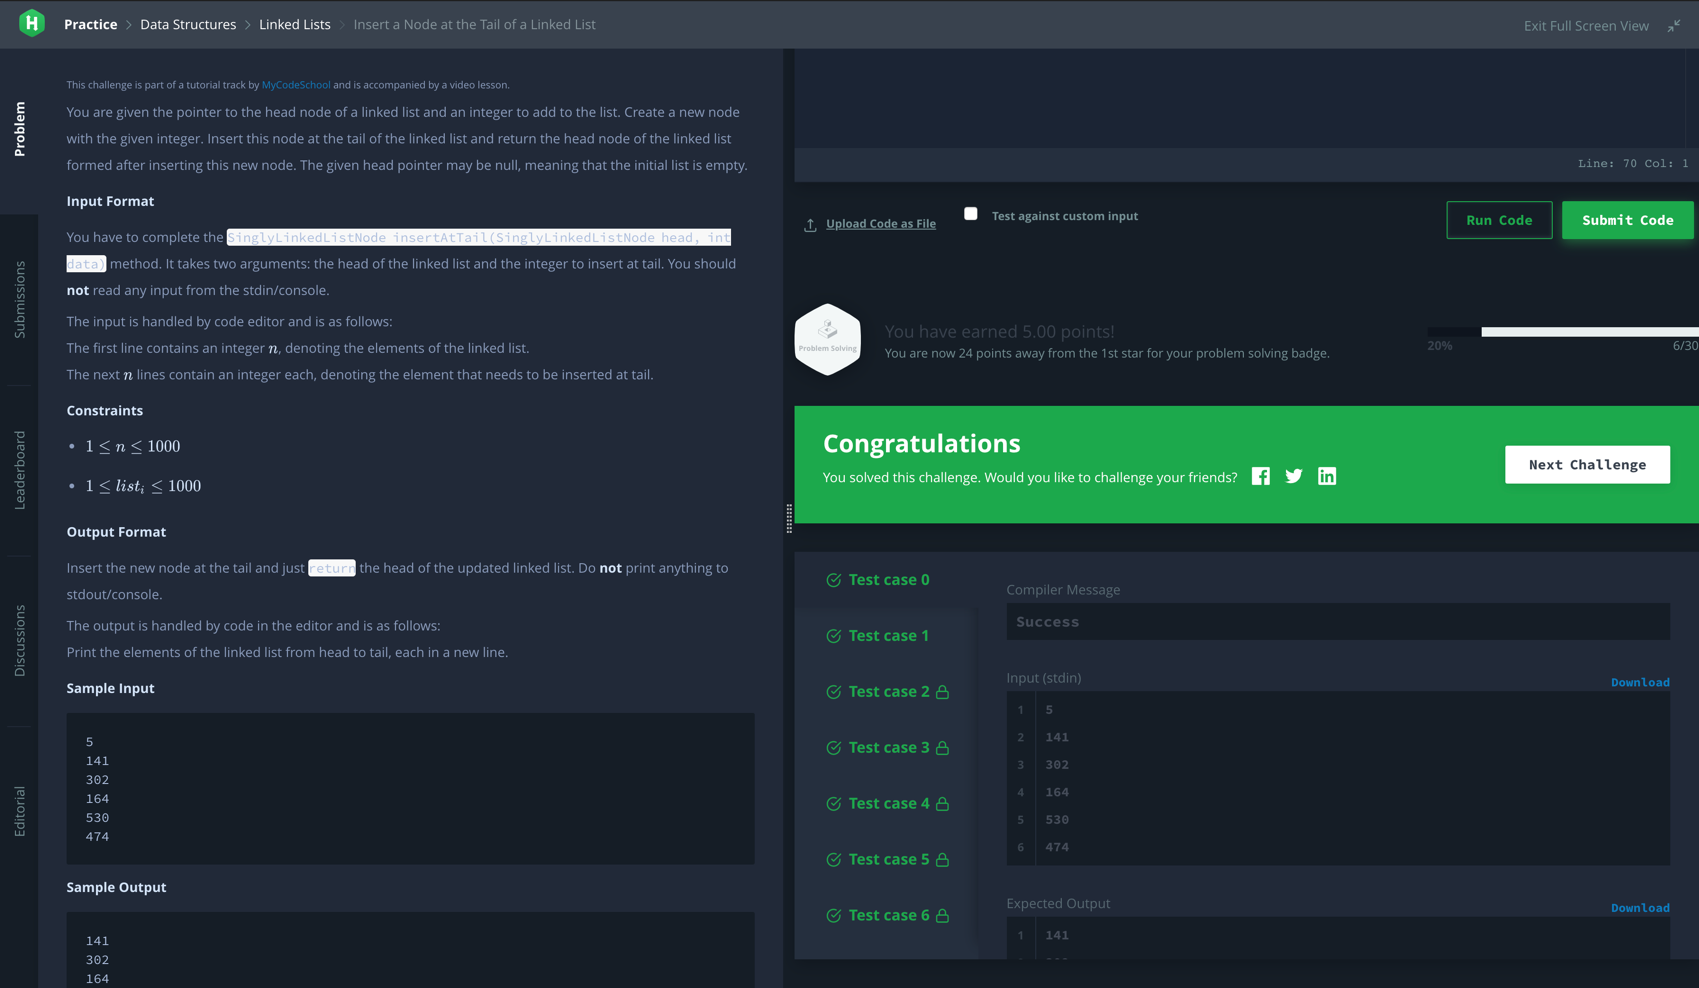 H Practice > Data Structures > Linked Lists > Insert a Node at the Tail of a Linked List
Exit Full Screen View
Problem
Submissions
Leaderboard
Discussions
Editorial
This challenge is part of a tutorial track by MyCodeSchool and is accompanied by a video lesson.
You are given the pointer to the head node of a linked list and an integer to add to the list. Create a new node
with the given integer. Insert this node at the tail of the linked list and return the head node of the linked list
formed after inserting this new node. The given head pointer may be null, meaning that the initial list is empty.
Input Format
You have to complete the SinglyLinkedListNode insertAtTail(SinglyLinkedListNode head, int
data) method. It takes two arguments: the head of the linked list and the integer to insert at tail. You should
not read any input from the stdin/console.
The input is handled by code editor and is as follows:
The first line contains an integer n, denoting the elements of the linked list.
The next n lines contain an integer each, denoting the element that needs to be inserted at tail.
Constraints
• 1 ≤ n ≤ 1000
• 1 ≤ listᵢ ≤ 1000
Output Format
Insert the new node at the tail and just return the head of the updated linked list. Do not print anything to
stdout/console.
The output is handled by code in the editor and is as follows:
Print the elements of the linked list from head to tail, each in a new line.
Sample Input
5
141
302
164
530
474
Sample Output
141
302
164
Line: 70 Col: 1
Upload Code as File
Test against custom input
Run Code
Submit Code
Problem Solving
You have earned 5.00 points!
You are now 24 points away from the 1st star for your problem solving badge.
20%
6/30
Congratulations
You solved this challenge. Would you like to challenge your friends?
Next Challenge
Test case 0
Test case 1
Test case 2
Test case 3
Test case 4
Test case 5
Test case 6
Compiler Message
Success
Input (stdin)
Download
1 5
2 141
3 302
4 164
5 530
6 474
Expected Output
Download
1 141